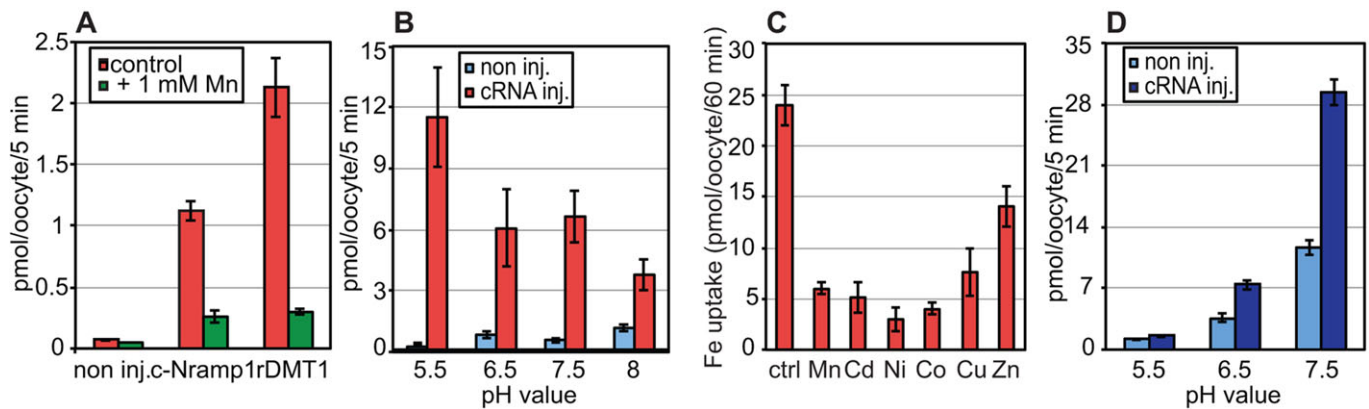 A
pmol/oocyte/5 min
2.5
2
1.5
1
0.5
0
control
+ 1 mM Mn
non inj.c-Nramp1rDMT1
B
pmol/oocyte/5 min
15
12
9
6
3
0
non inj.
cRNA inj.
5.5 6.5 7.5 8
pH value
C
Fe uptake (pmol/oocyte/60 min)
30
25
20
15
10
5
0
ctrl Mn Cd Ni Co Cu Zn
D
pmol/oocyte/5 min
35
28
21
14
7
0
non inj.
cRNA inj.
5.5 6.5 7.5
pH value